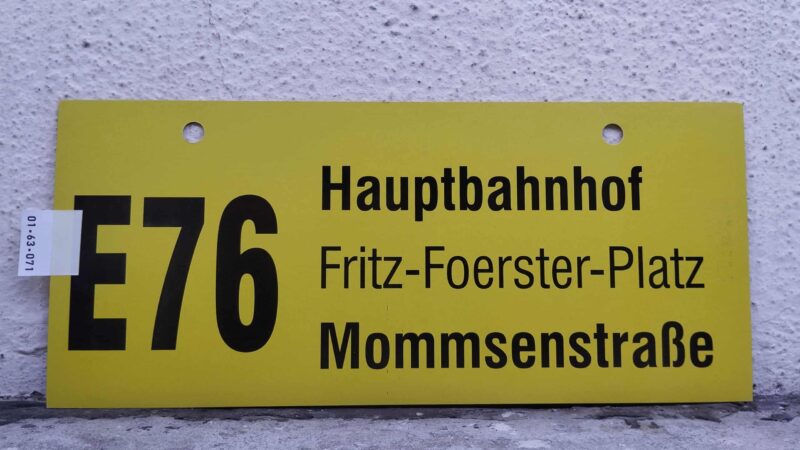 01-63-071
E76
Hauptbahnhof
Fritz-Foerster-Platz
Mommsenstraße